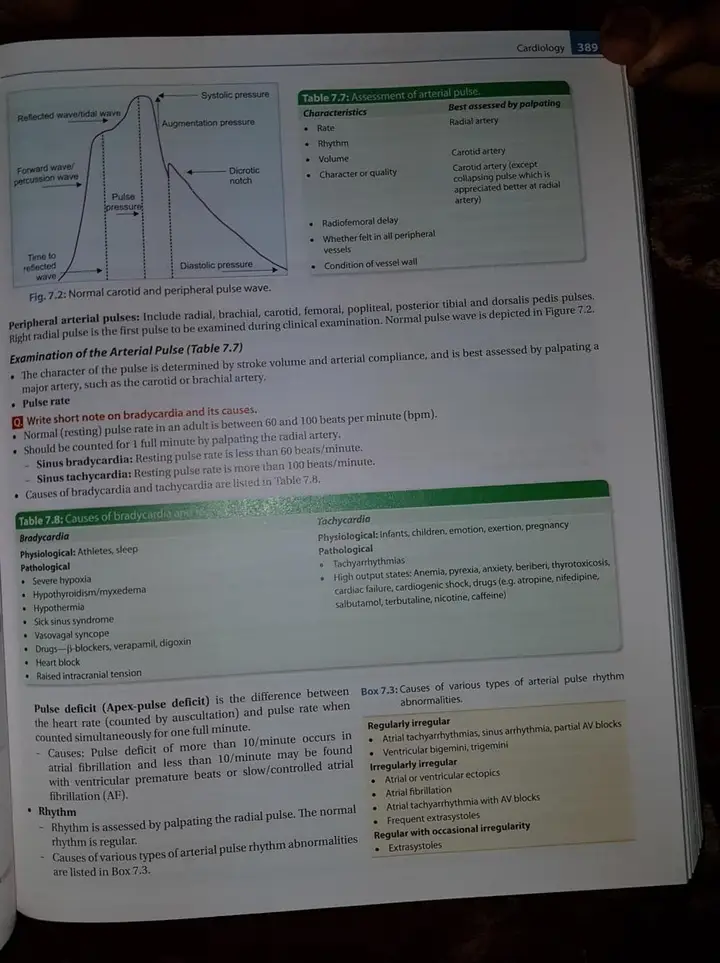 Cardiology 389
Systolic pressure
Reflected wave/tidal wave
Augmentation pressure
Forward wave/
percussion wave
Dicrotic
notch
Pulse
pressure
Time to
reflected
wave
Diastolic pressure
Fig. 7.2: Normal carotid and peripheral pulse wave.
Table 7.7: Assessment of arterial pulse.
Characteristics Best assessed by palpating
• Rate Radial artery
• Rhythm
• Volume Carotid artery
• Character or quality Carotid artery (except
collapsing pulse which is
appreciated better at radial
artery)
• Radiofemoral delay
• Whether felt in all peripheral
vessels
• Condition of vessel wall
Peripheral arterial pulses: Include radial, brachial, carotid, femoral, popliteal, posterior tibial and dorsalis pedis pulses.
Right radial pulse is the first pulse to be examined during clinical examination. Normal pulse wave is depicted in Figure 7.2.
Examination of the Arterial Pulse (Table 7.7)
• The character of the pulse is determined by stroke volume and arterial compliance, and is best assessed by palpating a
major artery, such as the carotid or brachial artery.
• Pulse rate
Q. Write short note on bradycardia and its causes.
• Normal (resting) pulse rate in an adult is between 60 and 100 beats per minute (bpm).
• Should be counted for 1 full minute by palpating the radial artery.
– Sinus bradycardia: Resting pulse rate is less than 60 beats/minute.
– Sinus tachycardia: Resting pulse rate is more than 100 beats/minute.
• Causes of bradycardia and tachycardia are listed in Table 7.8.
Table 7.8: Causes of bradycardia and
Bradycardia
Physiological: Athletes, sleep
Pathological
• Severe hypoxia
• Hypothyroidism/myxedema
• Hypothermia
• Sick sinus syndrome
• Vasovagal syncope
• Drugs—β-blockers, verapamil, digoxin
• Heart block
• Raised intracranial tension
Tachycardia
Physiological: Infants, children, emotion, exertion, pregnancy
Pathological
• Tachyarrhythmias
• High output states: Anemia, pyrexia, anxiety, beriberi, thyrotoxicosis,
cardiac failure, cardiogenic shock, drugs (e.g. atropine, nifedipine,
salbutamol, terbutaline, nicotine, caffeine)
Pulse deficit (Apex-pulse deficit) is the difference between
the heart rate (counted by auscultation) and pulse rate when
counted simultaneously for one full minute.
– Causes: Pulse deficit of more than 10/minute occurs in
atrial fibrillation and less than 10/minute may be found
with ventricular premature beats or slow/controlled atrial
fibrillation (AF).
• Rhythm
– Rhythm is assessed by palpating the radial pulse. The normal
rhythm is regular.
– Causes of various types of arterial pulse rhythm abnormalities
are listed in Box 7.3.
Box 7.3: Causes of various types of arterial pulse rhythm
abnormalities.
Regularly irregular
• Atrial tachyarrhythmias, sinus arrhythmia, partial AV blocks
• Ventricular bigemini, trigemini
Irregularly irregular
• Atrial or ventricular ectopics
• Atrial fibrillation
• Atrial tachyarrhythmia with AV blocks
• Frequent extrasystoles
Regular with occasional irregularity
• Extrasystoles